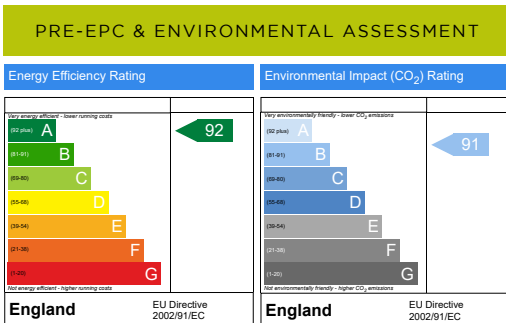 PRE-EPC & ENVIRONMENTAL ASSESSMENT
Energy Efficiency Rating
Very energy efficient - lower running costs
(92 plus) A
92
(81-91) B
(69-80) C
(55-68) D
(39-54) E
(21-38) F
(1-20) G
Not energy efficient - higher running costs
England
EU Directive
2002/91/EC
Environmental Impact (CO₂) Rating
Very environmentally friendly - lower CO₂ emissions
(92 plus) A
(81-91) B
91
(69-80) C
(55-68) D
(39-54) E
(21-38) F
(1-20) G
Not environmentally friendly - higher CO₂ emissions
England
EU Directive
2002/91/EC